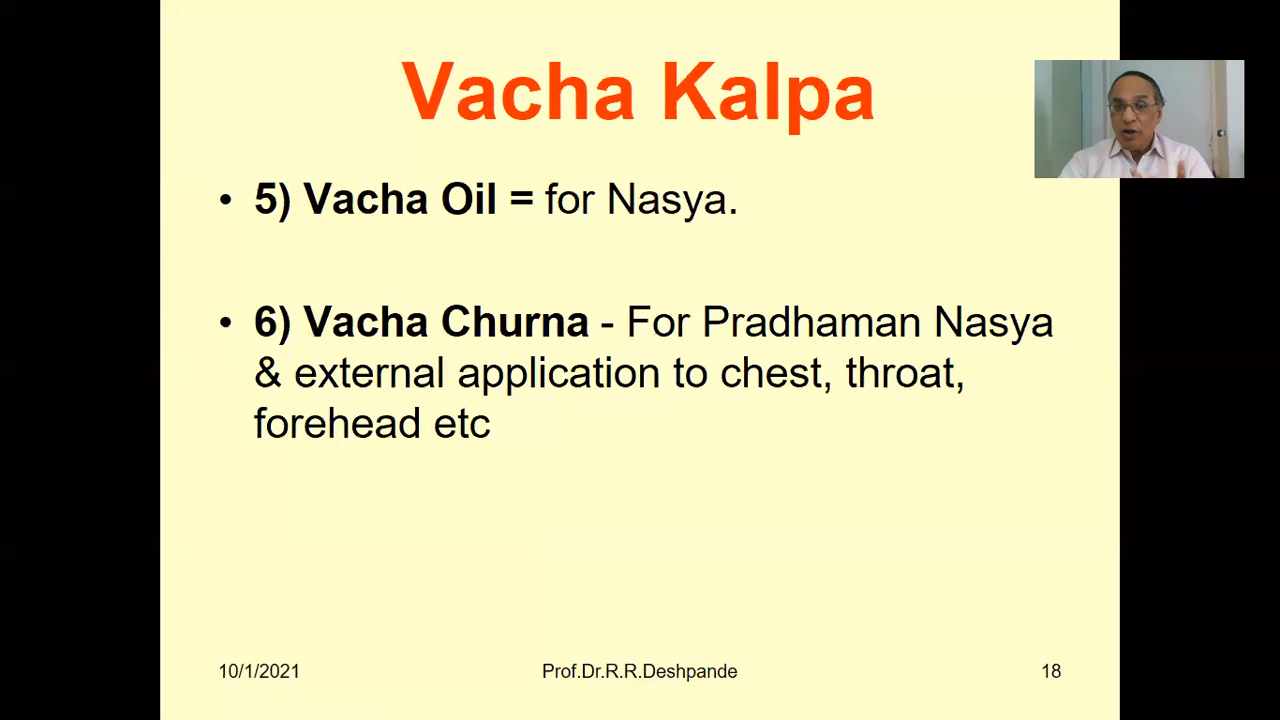 Vacha Kalpa
• 5) Vacha Oil = for Nasya.
• 6) Vacha Churna - For Pradhaman Nasya
& external application to chest, throat,
forehead etc
10/1/2021 Prof.Dr.R.R.Deshpande 18